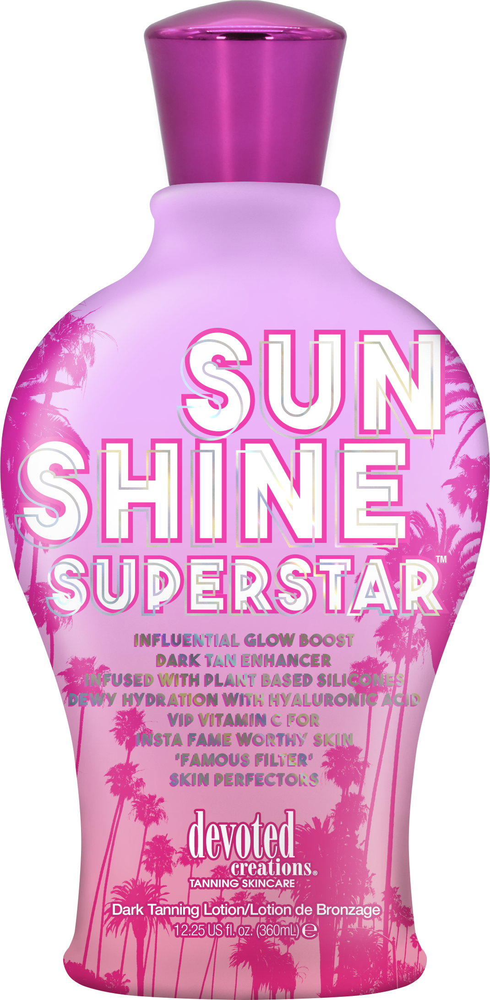 SUN
SHINE
SUPERSTAR™
INFLUENTIAL GLOW BOOST
DARK TAN ENHANCER
INFUSED WITH PLANT BASED SILICONES
DEWY HYDRATION WITH HYALURONIC ACID
VIP VITAMIN C FOR
INSTA FAME WORTHY SKIN
'FAMOUS FILTER'
SKIN PERFECTORS
devoted
creations®
TANNING SKINCARE
Dark Tanning Lotion/Lotion de Bronzage
12.25 US fl. oz. (360mL) ℮